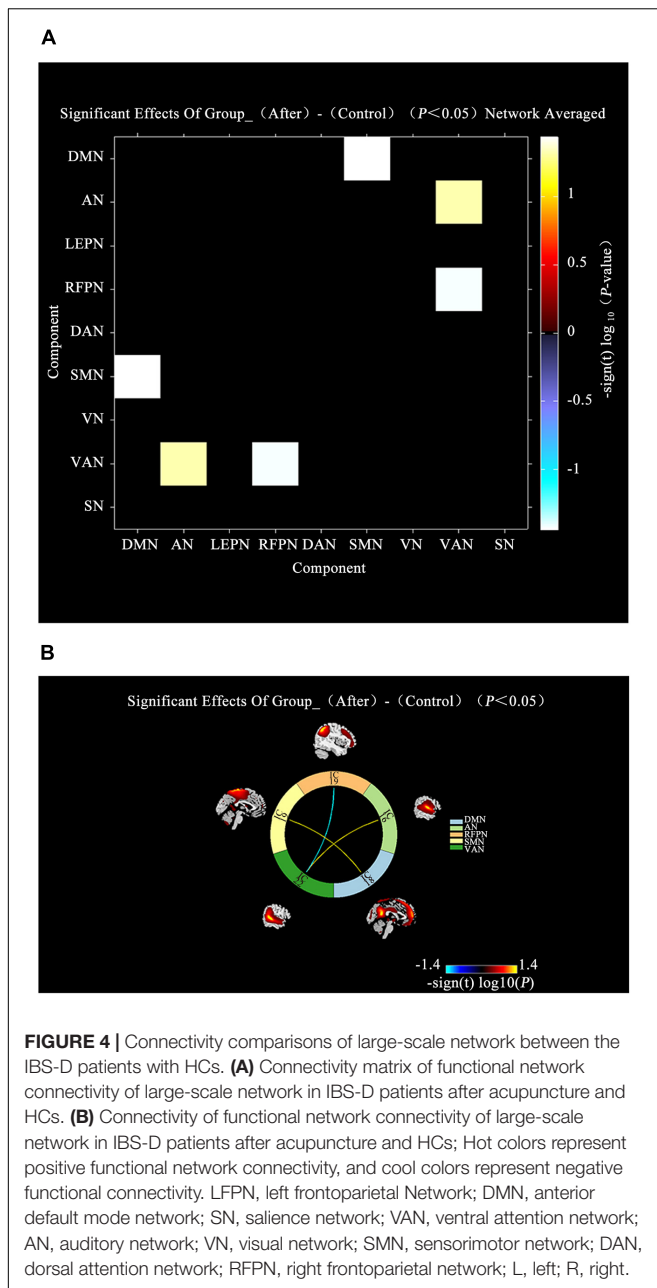 A
Significant Effects Of Group_（After）-（Control）（P＜0.05）Network Averaged
DMN
AN
LEPN
RFPN
DAN
SMN
VN
VAN
SN
Component
DMN AN LEPN RFPN DAN SMN VN VAN SN
Component
1
0.5
0
-0.5
-1
-sign(t) log 10（P-value）
B
Significant Effects Of Group_（After）-（Control）（P＜0.05）
DMN
AN
RFPN
SMN
VAN
-1.4 1.4
-sign(t) log10(P)
FIGURE 4 | Connectivity comparisons of large-scale network between the
IBS-D patients with HCs. (A) Connectivity matrix of functional network
connectivity of large-scale network in IBS-D patients after acupuncture and
HCs. (B) Connectivity of functional network connectivity of large-scale
network in IBS-D patients after acupuncture and HCs; Hot colors represent
positive functional network connectivity, and cool colors represent negative
functional connectivity. LFPN, left frontoparietal Network; DMN, anterior
default mode network; SN, salience network; VAN, ventral attention network;
AN, auditory network; VN, visual network; SMN, sensorimotor network; DAN,
dorsal attention network; RFPN, right frontoparietal network; L, left; R, right.